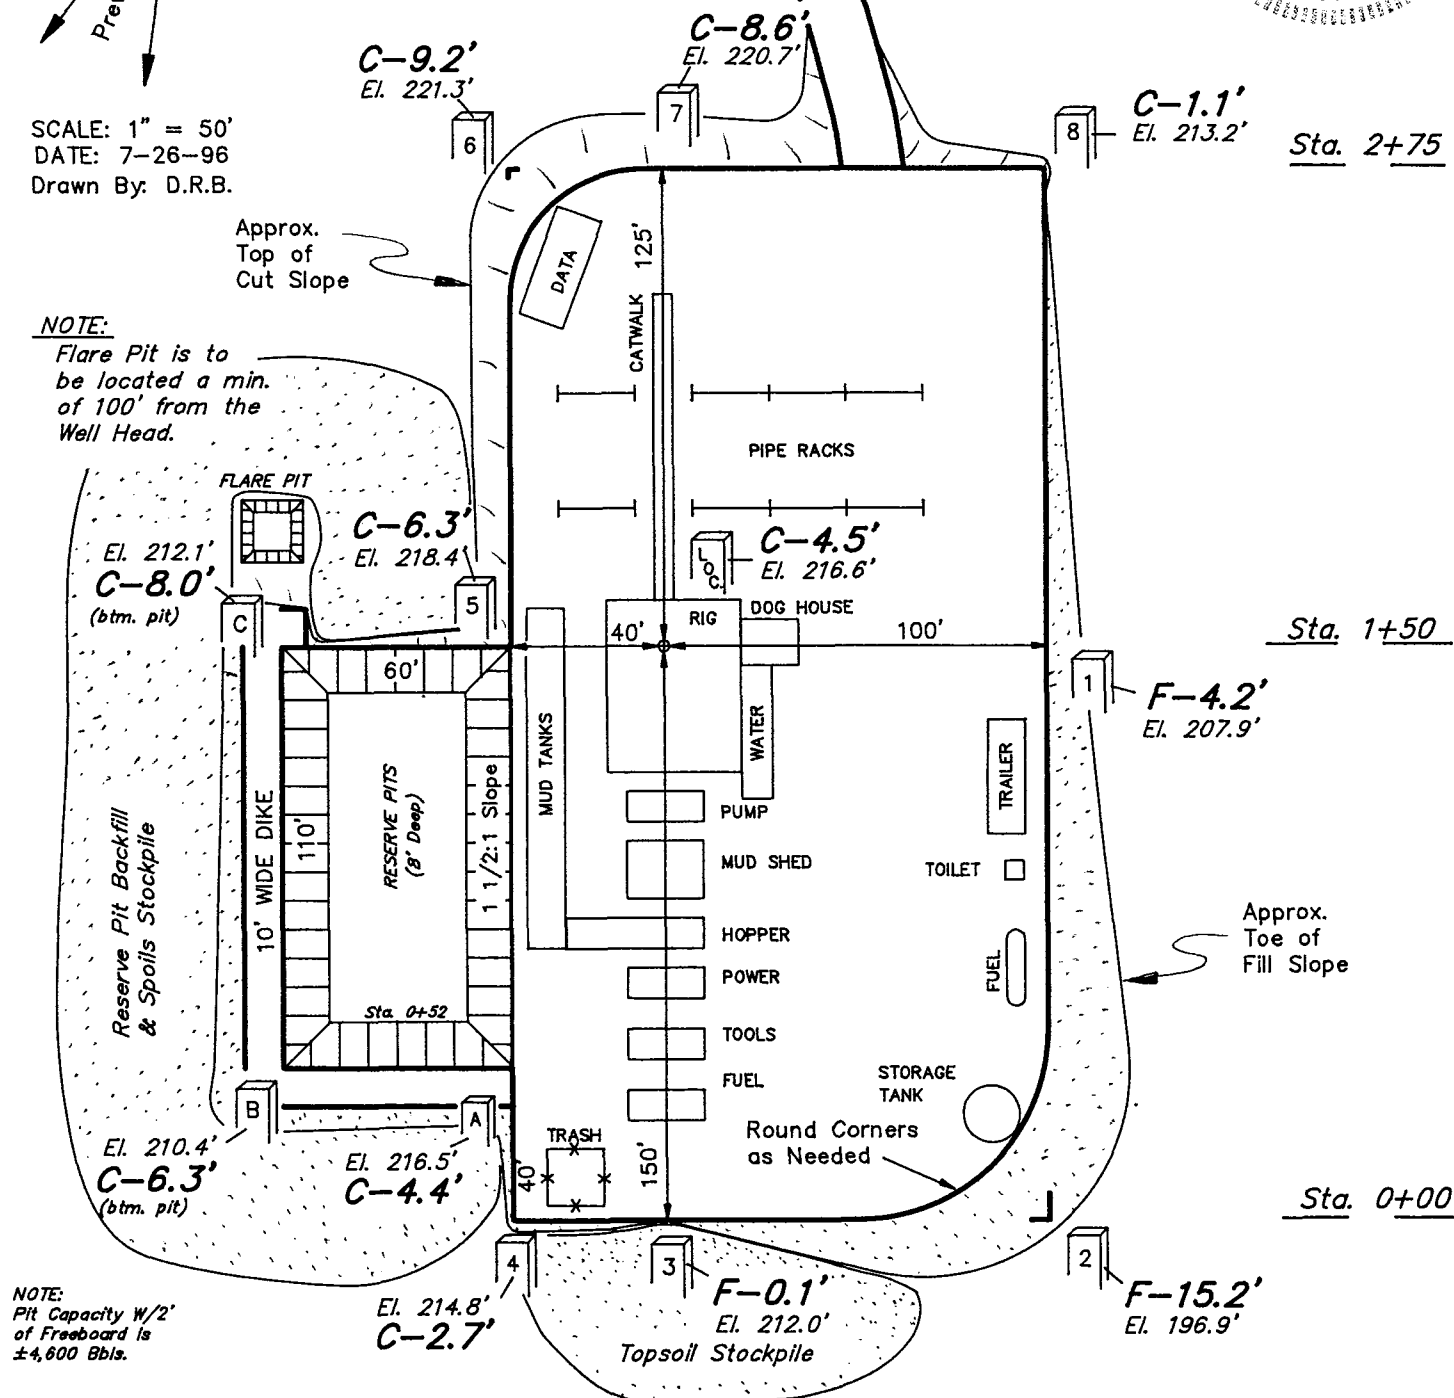 Prev
C-8.6'
El. 220.7'
C-9.2'
El. 221.3'
7
6
C-1.1'
El. 213.2'
8
Sta. 2+75
SCALE: 1" = 50'
DATE: 7-26-96
Drawn By: D.R.B.
Approx.
Top of
Cut Slope
DATA
125'
CATWALK
NOTE:
Flare Pit is to
be located a min.
of 100' from the
Well Head.
PIPE RACKS
FLARE PIT
C-6.3'
El. 218.4'
5
LOC.
C-4.5'
El. 216.6'
El. 212.1'
C-8.0'
(btm. pit)
C
RIG
DOG HOUSE
40'
100'
Sta. 1+50
60'
1
F-4.2'
El. 207.9'
MUD TANKS
WATER
TRAILER
RESERVE PITS
(8' Deep)
1 1/2:1 Slope
110'
10' WIDE DIKE
Reserve Pit Backfill
& Spoils Stockpile
PUMP
MUD SHED
TOILET
HOPPER
FUEL
Approx.
Toe of
Fill Slope
POWER
Sta. 0+52
TOOLS
FUEL
STORAGE
TANK
B
A
El. 210.4'
C-6.3'
(btm. pit)
El. 216.5'
C-4.4'
TRASH
40'
150'
Round Corners
as Needed
Sta. 0+00
4
3
2
El. 214.8'
C-2.7'
F-0.1'
El. 212.0'
F-15.2'
El. 196.9'
Topsoil Stockpile
NOTE:
Pit Capacity W/2'
of Freeboard is
±4,600 Bbls.